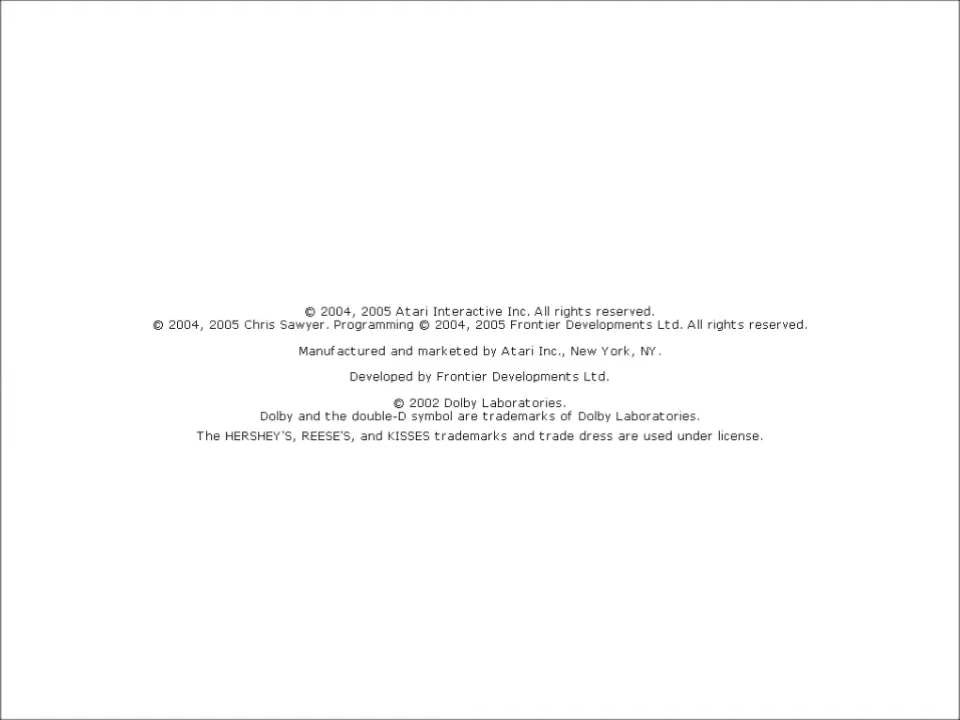 © 2004, 2005 Atari Interactive Inc. All rights reserved.
© 2004, 2005 Chris Sawyer. Programming © 2004, 2005 Frontier Developments Ltd. All rights reserved.
Manufactured and marketed by Atari Inc., New York, NY.
Developed by Frontier Developments Ltd.
© 2002 Dolby Laboratories.
Dolby and the double-D symbol are trademarks of Dolby Laboratories.
The HERSHEY'S, REESE'S, and KISSES trademarks and trade dress are used under license.